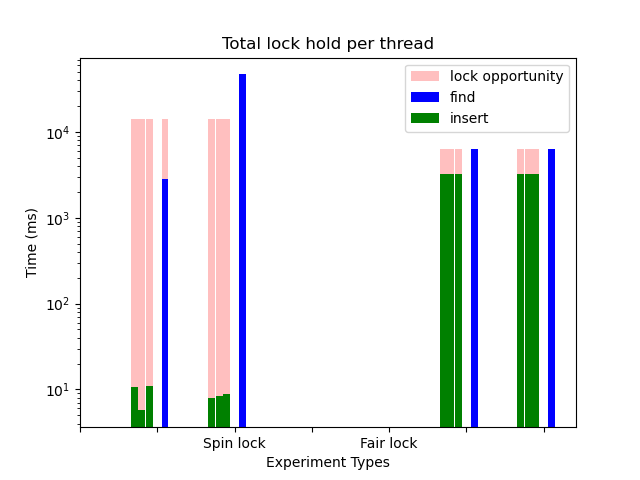 Total lock hold per thread
lock opportunity
find
insert
10⁴
10³
10²
10¹
Time (ms)
Spin lock
Fair lock
Experiment Types